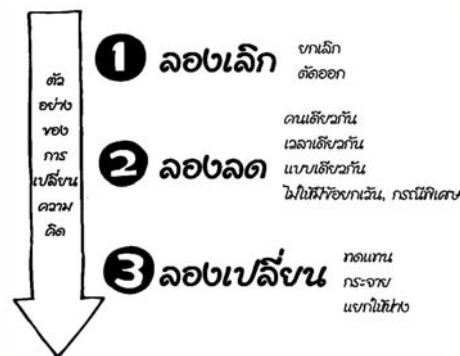 ตัว
อย่าง
ของ
การ
เปลี่ยน
ความ
คิด
1 ลองเลิก
ยกเลิก
ตัดออก
2 ลองลด
คนเดียวกัน
เวลาเดียวกัน
แบบเดียวกัน
ไม่ให้มีข้อยกเว้น, กรณีพิเศษ
3 ลองเปลี่ยน
ทดแทน
กระจาย
แยกให้ห่าง